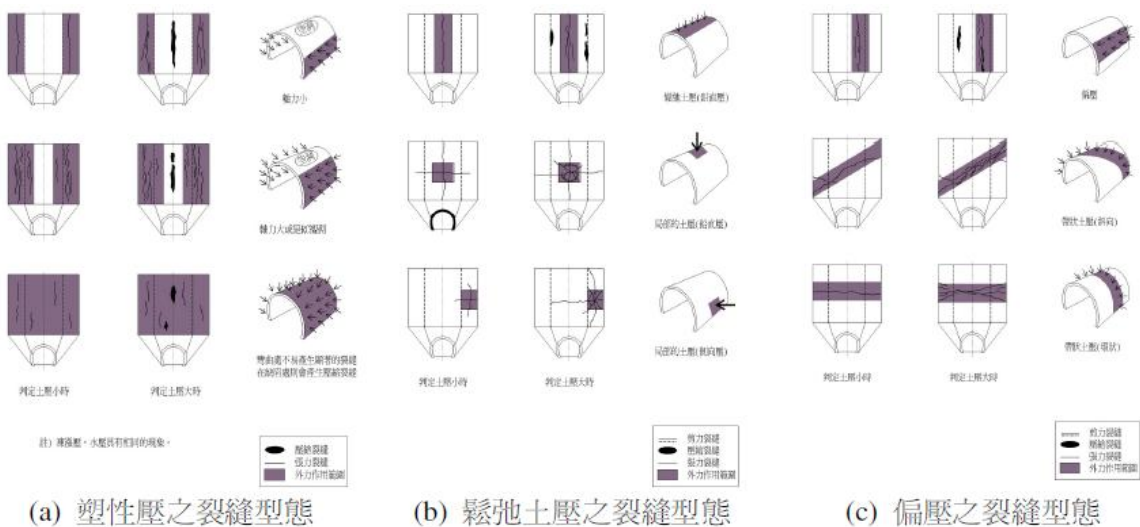 軸力小
軸力大或是如擬側
彎曲處不易產生顯著的裂縫
在缺陷處則會產生壓縮裂縫
判定土壓小時
判定土壓大時
註) 凍漲壓、水壓具有相同的現象。
壓縮裂縫
張力裂縫
外力作用範圍
(a) 塑性壓之裂縫型態
鬆弛土壓(鉛直壓)
局部的土壓(鉛直壓)
局部的土壓(側向壓)
判定土壓小時
判定土壓大時
剪力裂縫
壓縮裂縫
張力裂縫
外力作用範圍
(b) 鬆弛土壓之裂縫型態
偏壓
帶狀土壓(斜向)
帶狀土壓(環狀)
判定土壓小時
判定土壓大時
剪力裂縫
壓縮裂縫
張力裂縫
外力作用範圍
(c) 偏壓之裂縫型態